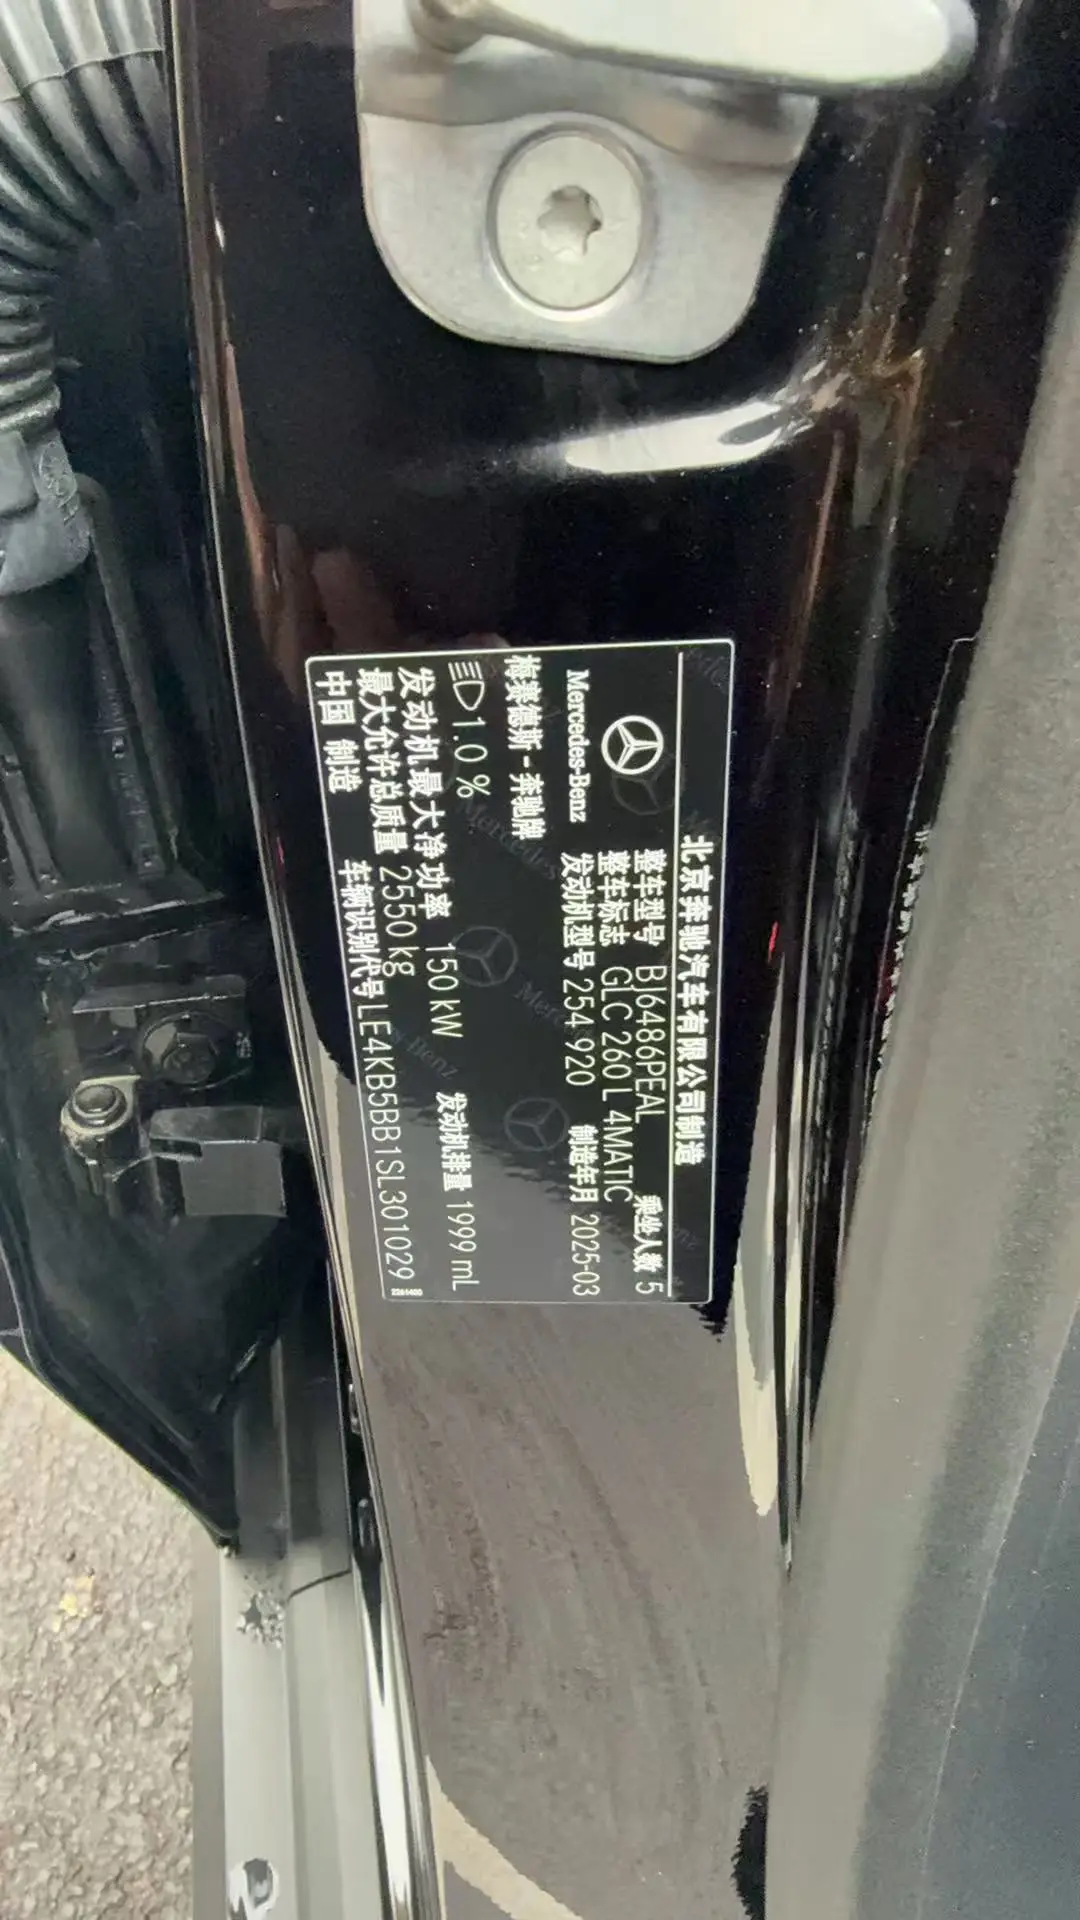 北京奔驰汽车有限公司制造
整车型号 BJ6486PEAL 乘坐人数 5
整车标志 GLC 260 L 4MATIC
Mercedes-Benz 发动机型号 254 920 制造年月 2025-03
梅赛德斯-奔驰牌
1.0 %
发动机最大净功率 150 kW 发动机排量 1999 mL
最大允许总质量 2550 kg
中国 制造 车辆识别代号 LE4KB5BB1SL301029
2261400